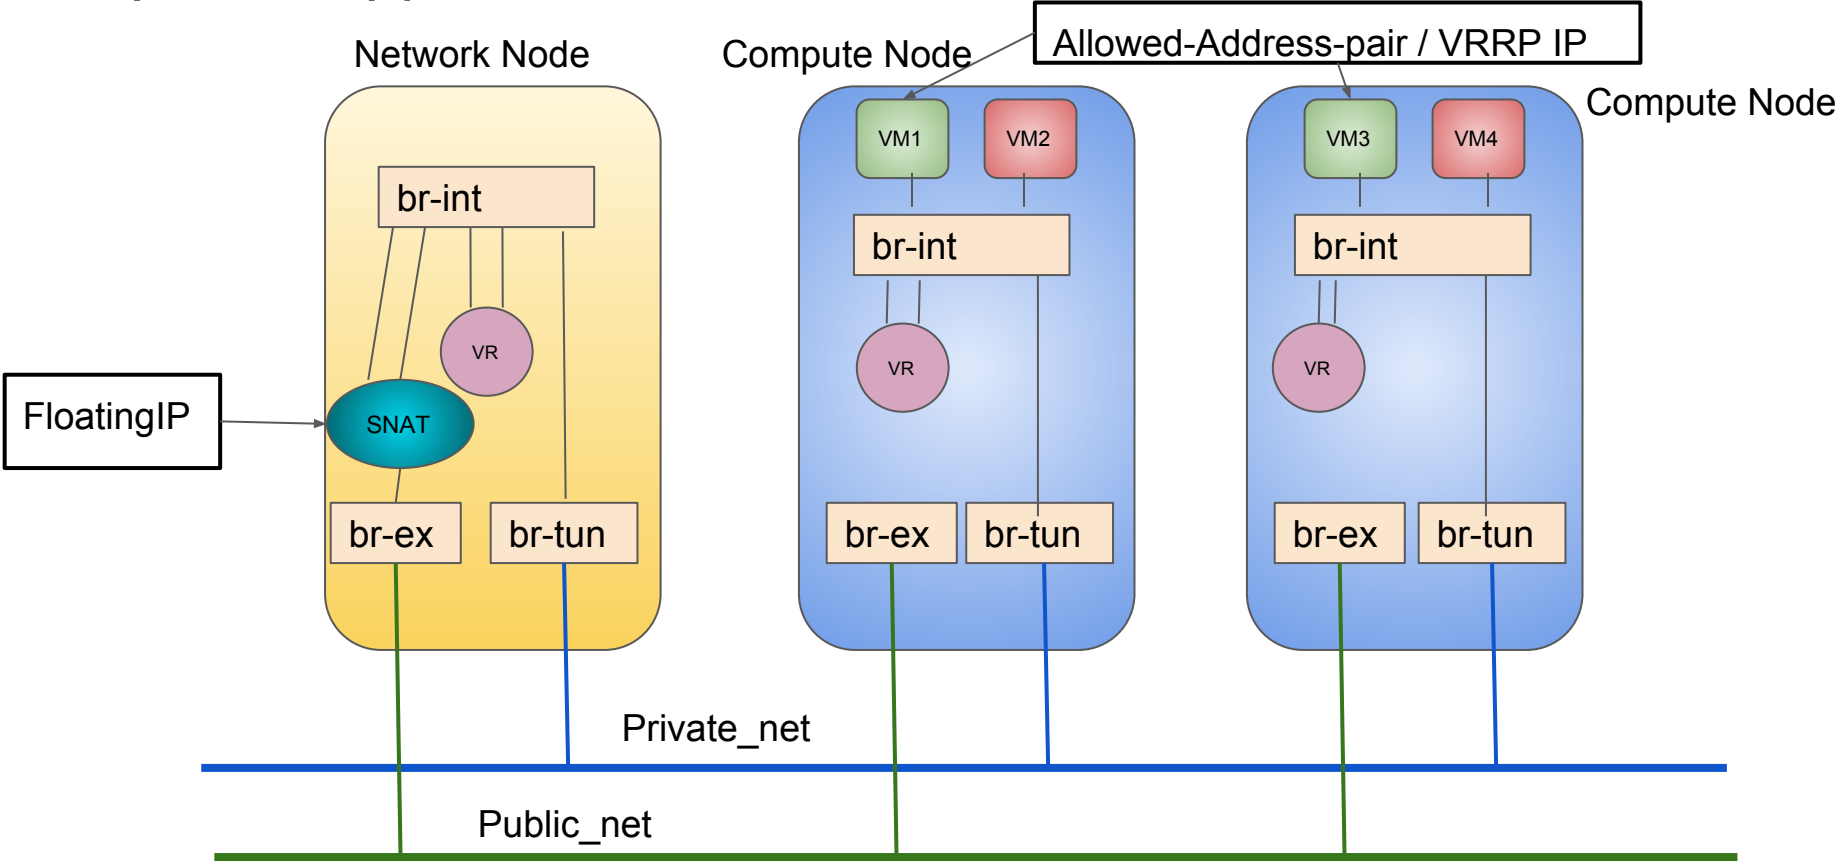 Network Node
Compute Node
Allowed-Address-pair / VRRP IP
Compute Node
VM1
VM2
VM3
VM4
br-int
br-int
br-int
VR
VR
VR
FloatingIP
SNAT
br-ex
br-tun
br-ex
br-tun
br-ex
br-tun
Private_net
Public_net